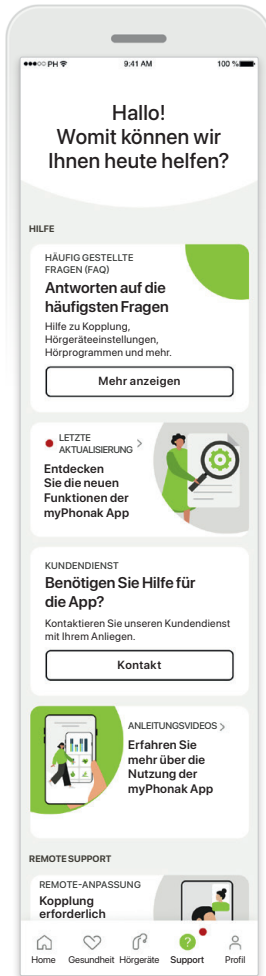 PH 9:41 AM 100 %
Hallo!
Womit können wir
Ihnen heute helfen?
HILFE
HÄUFIG GESTELLTE
FRAGEN (FAQ)
Antworten auf die
häufigsten Fragen
Hilfe zu Kopplung,
Hörgeräteeinstellungen,
Hörprogrammen und mehr.
Mehr anzeigen
LETZTE
AKTUALISIERUNG
Entdecken
Sie die neuen
Funktionen der
myPhonak App
KUNDENDIENST
Benötigen Sie Hilfe für
die App?
Kontaktieren Sie unseren Kundendienst
mit Ihrem Anliegen.
Kontakt
ANLEITUNGSVIDEOS
Erfahren Sie
mehr über die
Nutzung der
myPhonak App
REMOTE SUPPORT
REMOTE-ANPASSUNG
Kopplung
erforderlich
Home Gesundheit Hörgeräte Support Profil